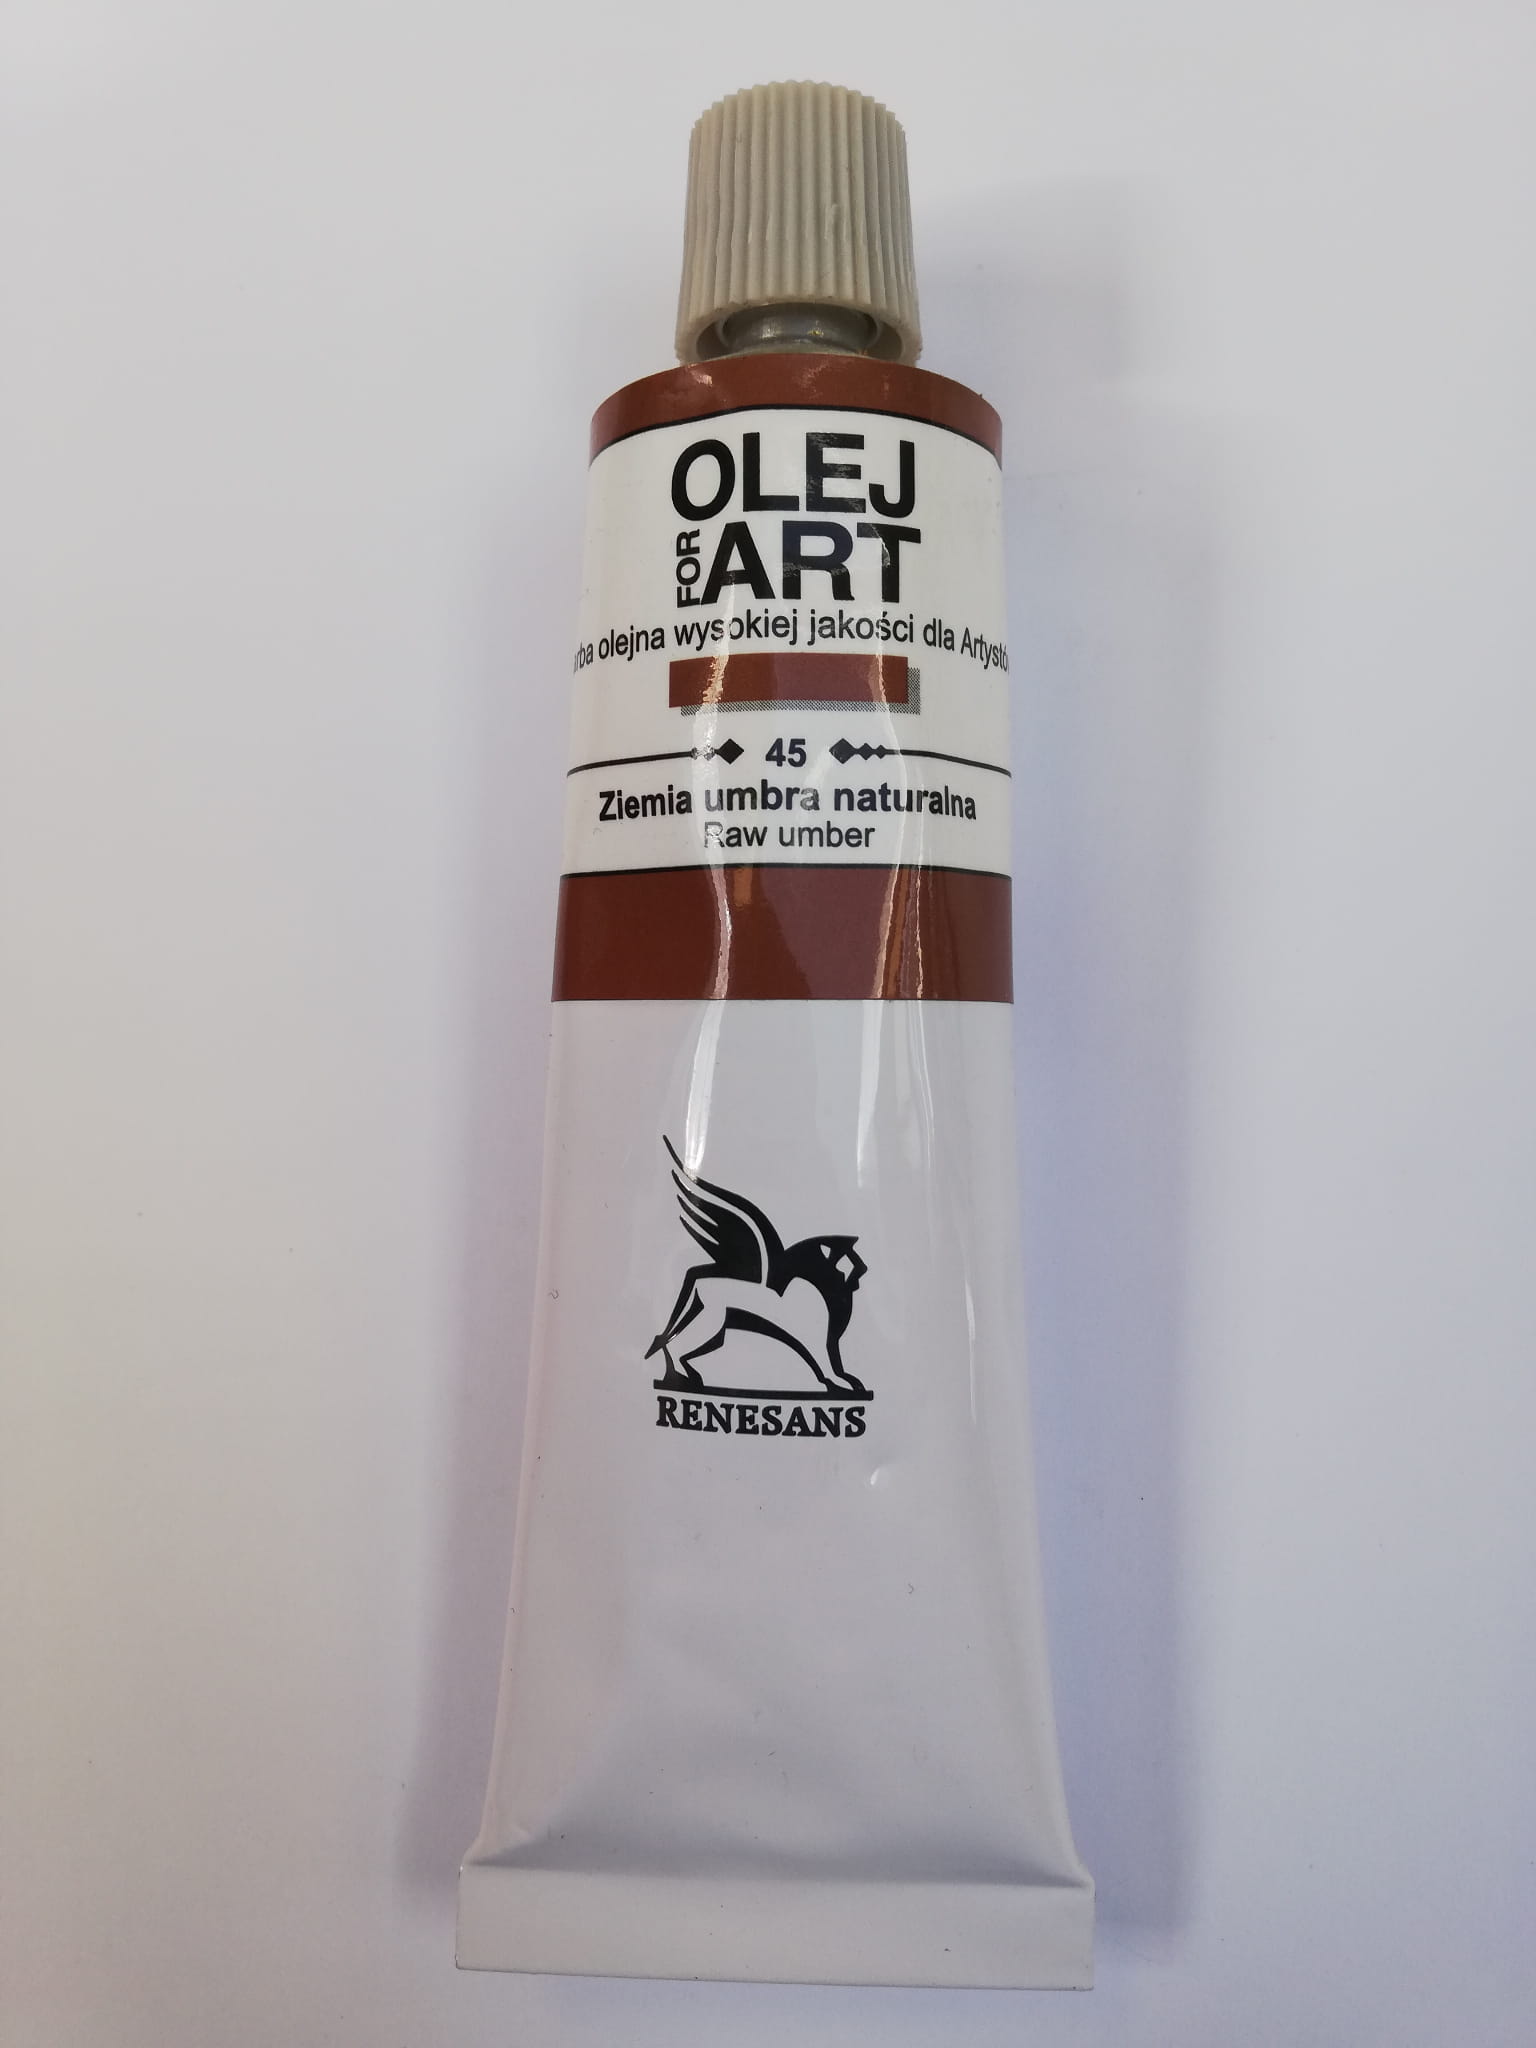 OLEJ
FOR ART
olejna wysokiej jakości dla
45
Ziemia umbra naturalna
Raw umber
RENESANS